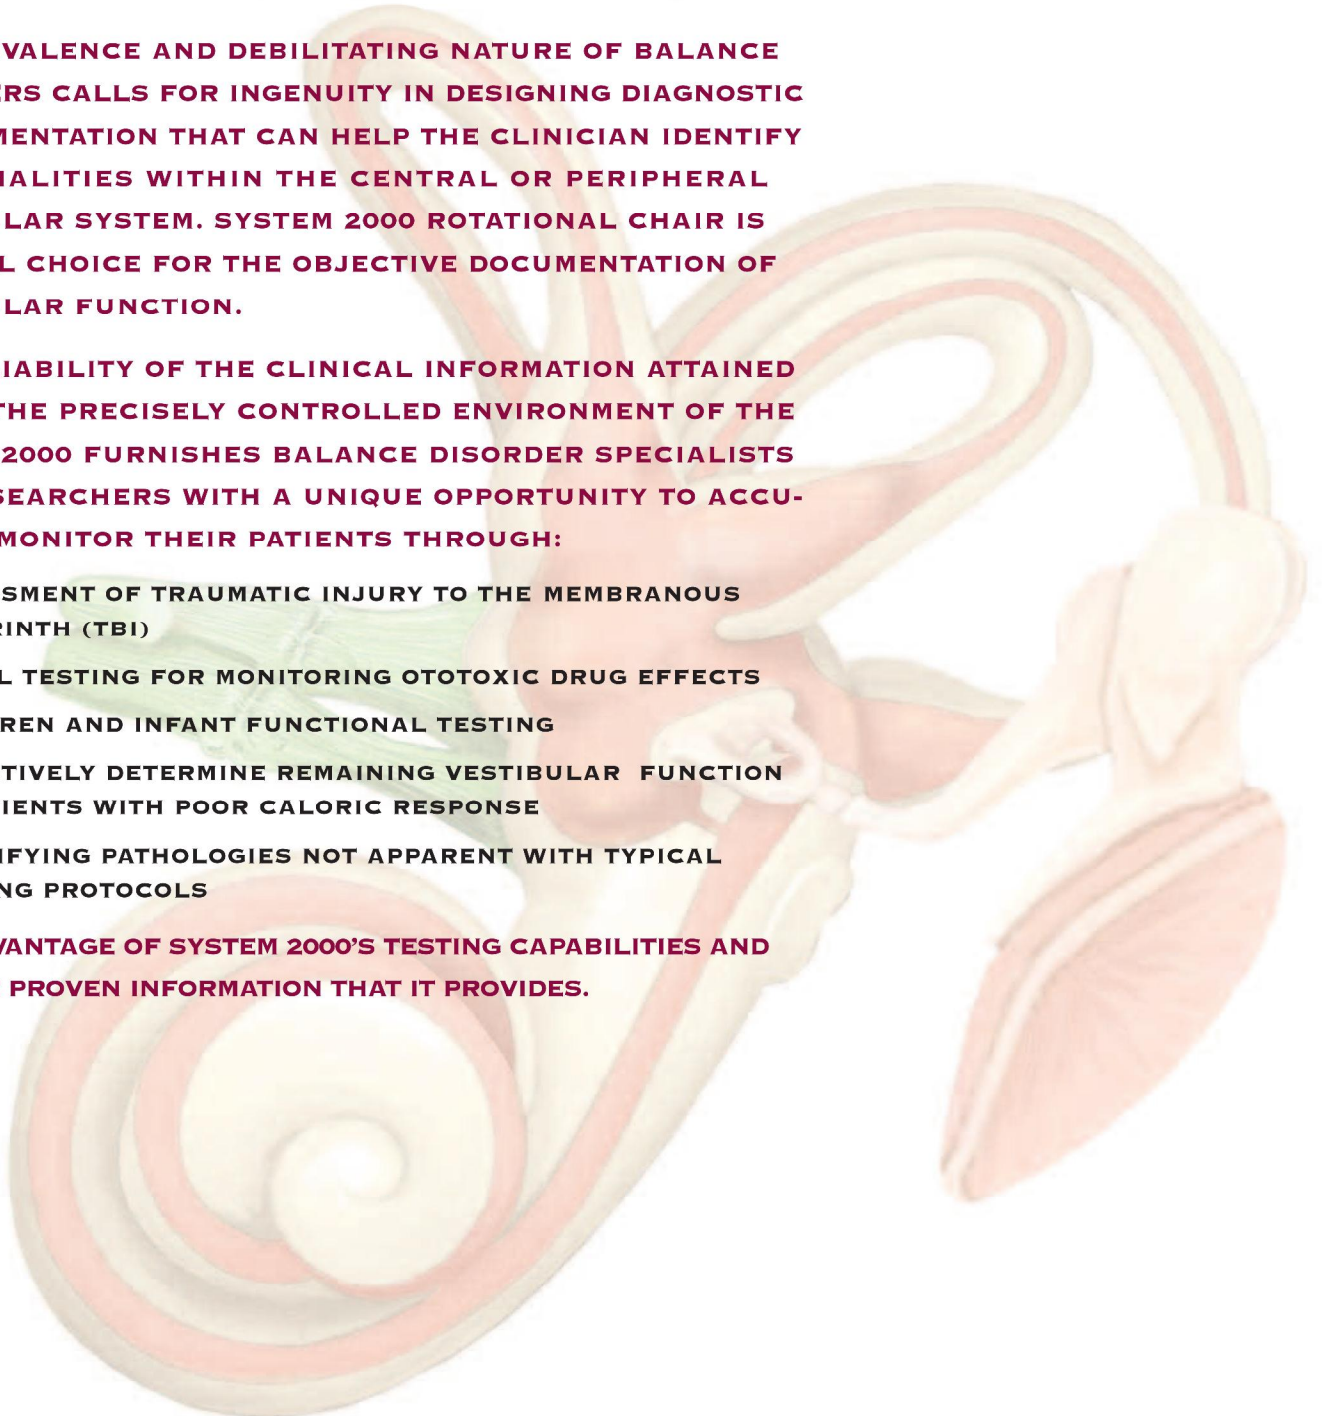 VALENCE AND DEBILITATING NATURE OF BALANCE
ERS CALLS FOR INGENUITY IN DESIGNING DIAGNOSTIC
MENTATION THAT CAN HELP THE CLINICIAN IDENTIFY
IALITIES WITHIN THE CENTRAL OR PERIPHERAL
LAR SYSTEM. SYSTEM 2000 ROTATIONAL CHAIR IS
L CHOICE FOR THE OBJECTIVE DOCUMENTATION OF
LAR FUNCTION.
IABILITY OF THE CLINICAL INFORMATION ATTAINED
THE PRECISELY CONTROLLED ENVIRONMENT OF THE
2000 FURNISHES BALANCE DISORDER SPECIALISTS
SEARCHERS WITH A UNIQUE OPPORTUNITY TO ACCU-
MONITOR THEIR PATIENTS THROUGH:
SMENT OF TRAUMATIC INJURY TO THE MEMBRANOUS
RINTH (TBI)
L TESTING FOR MONITORING OTOTOXIC DRUG EFFECTS
REN AND INFANT FUNCTIONAL TESTING
TIVELY DETERMINE REMAINING VESTIBULAR FUNCTION
IENTS WITH POOR CALORIC RESPONSE
IFYING PATHOLOGIES NOT APPARENT WITH TYPICAL
NG PROTOCOLS
VANTAGE OF SYSTEM 2000'S TESTING CAPABILITIES AND
PROVEN INFORMATION THAT IT PROVIDES.